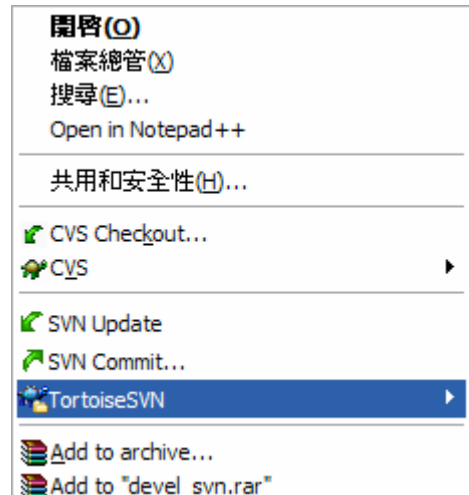 開啓(O)
檔案總管(X)
搜尋(E)...
Open in Notepad++
共用和安全性(H)...
CVS Checkout...
CVS
SVN Update
SVN Commit...
TortoiseSVN
Add to archive...
Add to "devel_svn.rar"